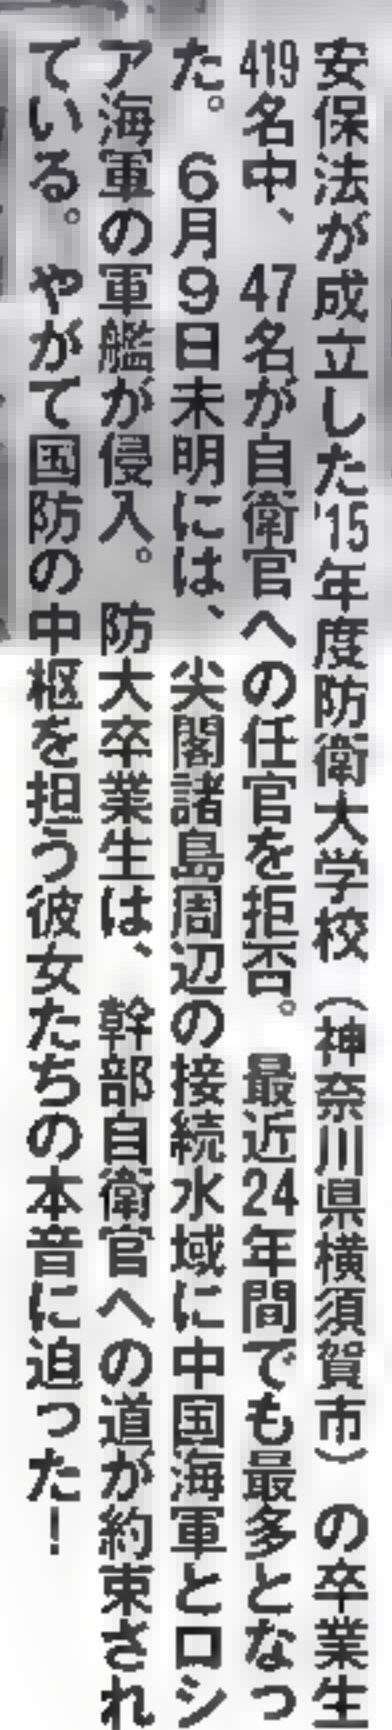 安保法が成立した'15年度防衛大学校（神奈川県横須賀市）の卒業生
419名中、47名が自衛官への任官を拒否。最近24年間でも最多となっ
た。6月9日未明には、尖閣諸島周辺の接続水域に中国海軍とロシ
ア海軍の軍艦が侵入。防大卒業生は、幹部自衛官への道が約束され
ている。やがて国防の中枢を担う彼女たちの本音に迫った！